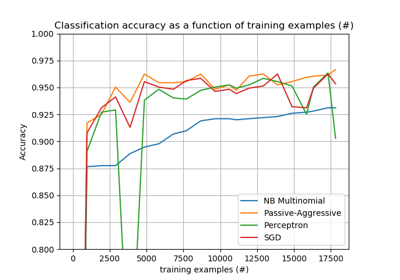 Classification accuracy as a function of training examples (#)
1.000
0.975
0.950
0.925
0.900
0.875
0.850
0.825
0.800
Accuracy
NB Multinomial
Passive-Aggressive
Perceptron
SGD
0 2500 5000 7500 10000 12500 15000 17500
training examples (#)